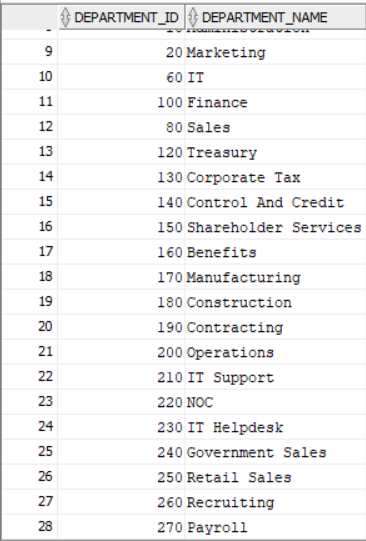 DEPARTMENT_ID DEPARTMENT_NAME
9 20 Marketing
10 60 IT
11 100 Finance
12 80 Sales
13 120 Treasury
14 130 Corporate Tax
15 140 Control And Credit
16 150 Shareholder Services
17 160 Benefits
18 170 Manufacturing
19 180 Construction
20 190 Contracting
21 200 Operations
22 210 IT Support
23 220 NOC
24 230 IT Helpdesk
25 240 Government Sales
26 250 Retail Sales
27 260 Recruiting
28 270 Payroll